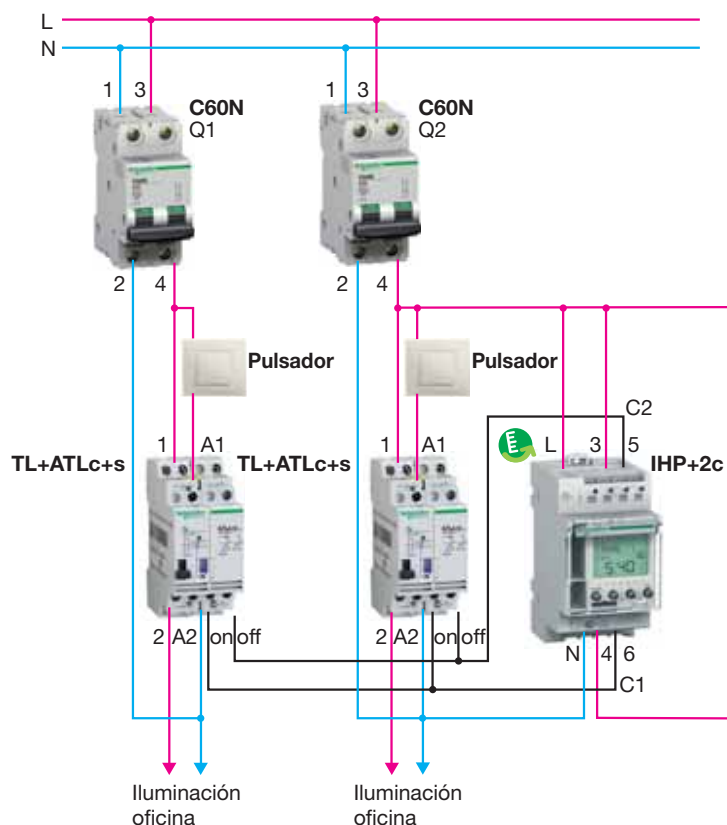 L
N
1 3
C60N
Q1
2 4
1 3
C60N
Q2
2 4
Pulsador
Pulsador
C2
1 A1
TL+ATLc+s
1 A1
TL+ATLc+s
L 3 5
IHP+2c
5:40
2 A2 on off
2 A2 on off
N 4 6
C1
Iluminación
oficina
Iluminación
oficina